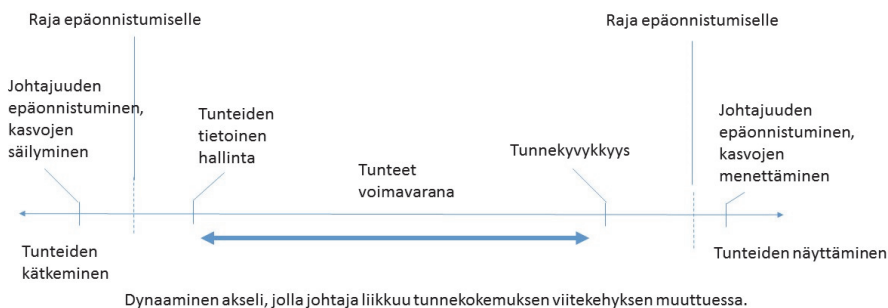 Raja epäonnistumiselle
Raja epäonnistumiselle
Johtajuuden
epäonnistuminen,
kasvojen
säilyminen
Tunteiden
tietoinen
hallinta
Tunteet
voimavarana
Tunnekyvykkyys
Johtajuuden
epäonnistuminen,
kasvojen
menettäminen
Tunteiden
kätkeminen
Tunteiden näyttäminen
Dynaaminen akseli, jolla johtaja liikkuu tunnekokemuksen viitekehyksen muuttuessa.